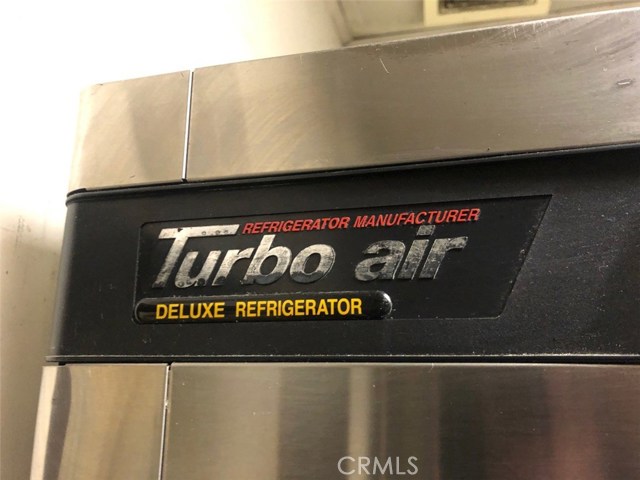 REFRIGERATOR MANUFACTURER
Turbo air
DELUXE REFRIGERATOR
CRMLS